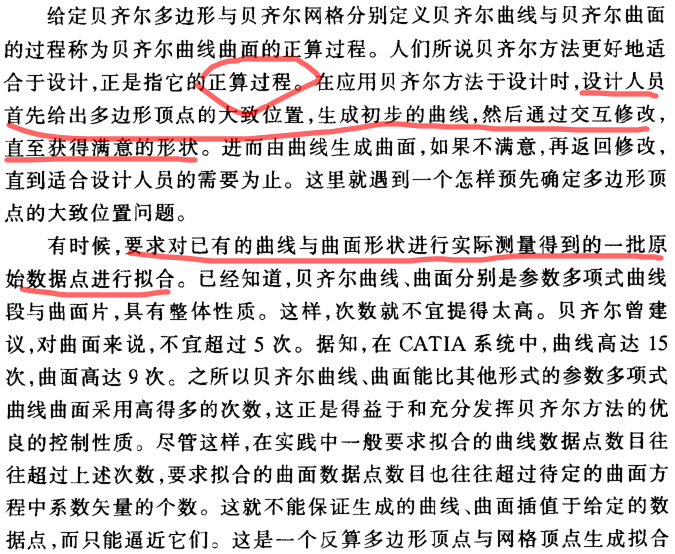 给定贝齐尔多边形与贝齐尔网格分别定义贝齐尔曲线与贝齐尔曲面
的过程称为贝齐尔曲线曲面的正算过程。人们所说贝齐尔方法更好地适
合于设计,正是指它的正算过程。在应用贝齐尔方法于设计时,设计人员
首先给出多边形顶点的大致位置,生成初步的曲线,然后通过交互修改,
直至获得满意的形状。进而由曲线生成曲面,如果不满意,再返回修改,
直到适合设计人员的需要为止。这里就遇到一个怎样预先确定多边形顶
点的大致位置问题。
有时候,要求对已有的曲线与曲面形状进行实际测量得到的一批原
始数据点进行拟合。已经知道,贝齐尔曲线、曲面分别是参数多项式曲线
段与曲面片,具有整体性质。这样,次数就不宜提得太高。贝齐尔曾建
议,对曲面来说,不宜超过 5 次。据知,在 CATIA 系统中,曲线高达 15
次,曲面高达 9 次。之所以贝齐尔曲线、曲面能比其他形式的参数多项式
曲线曲面采用高得多的次数,这正是得益于和充分发挥贝齐尔方法的优
良的控制性质。尽管这样,在实践中一般要求拟合的曲线数据点数目往
往超过上述次数,要求拟合的曲面数据点数目也往往超过待定的曲面方
程中系数矢量的个数。这就不能保证生成的曲线、曲面插值于给定的数
据点,而只能逼近它们。这是一个反算多边形顶点与网格顶点生成拟合